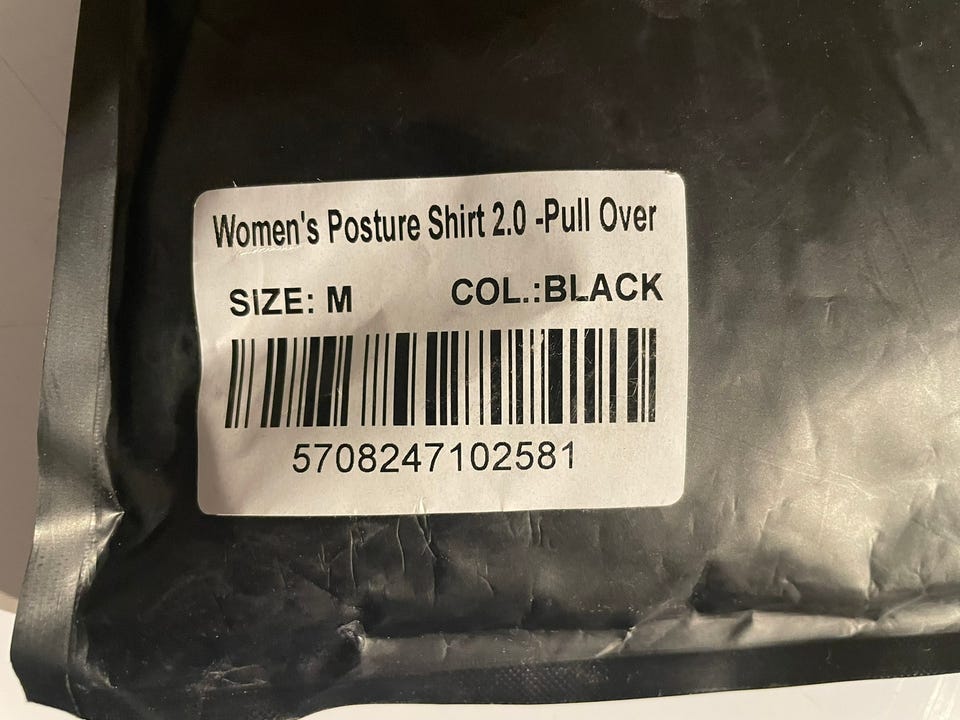 Women's Posture Shirt 2.0 -Pull Over
SIZE: M COL.:BLACK
5708247102581